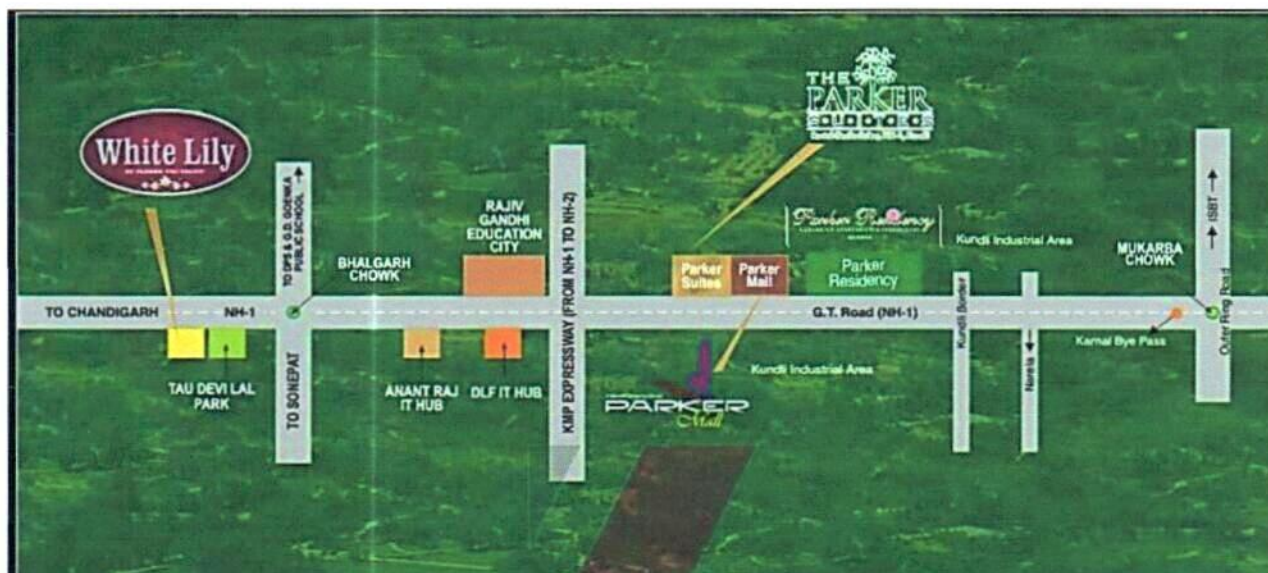 THE
PARKER
White Lily
TO DPS & G.D. GOENKA
PUBLIC SCHOOL
RAJIV
GANDHI
EDUCATION
CITY
BHALGARH
CHOWK
KMP EXPRESSWAY (FROM NH-1 TO NH-2)
Parker Residency
Kundli Industrial Area
MUKARBA
CHOWK
ISBT
Parker
Suites
Parker
Mall
Parker
Residency
TO CHANDIGARH
NH-1
G.T. Road (NH-1)
Kundli Border
Narela
Karnal Bye Pass
Outer Ring Road
TAU DEVI LAL
PARK
TO SONEPAT
ANANT RAJ
IT HUB
DLF IT HUB
Kundli Industrial Area
PARKER
Mall